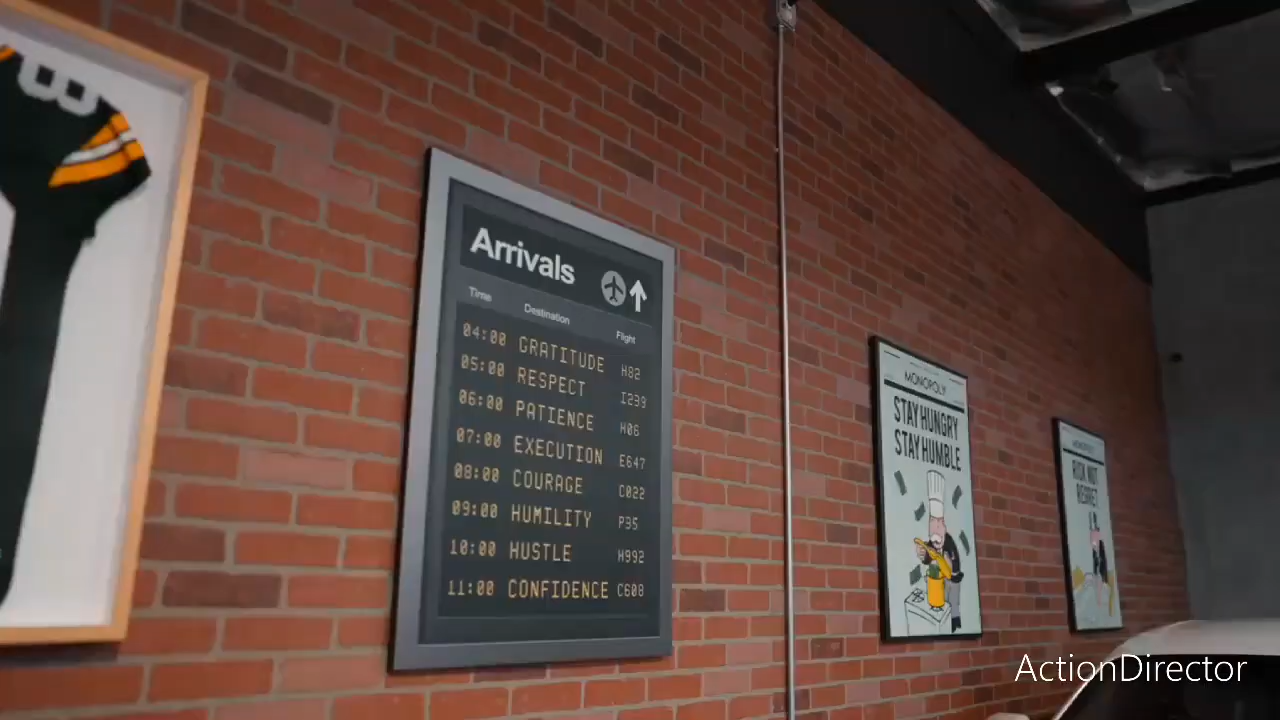 8
Arrivals
Time Destination Flight
04:00 GRATITUDE H82
05:00 RESPECT I239
06:00 PATIENCE H06
07:00 EXECUTION E647
08:00 COURAGE C022
09:00 HUMILITY P35
10:00 HUSTLE H992
11:00 CONFIDENCE C608
MONOPOLY
STAY HUNGRY
STAY HUMBLE
MONOPOLY
RISK NOT
REGRET
ActionDirector